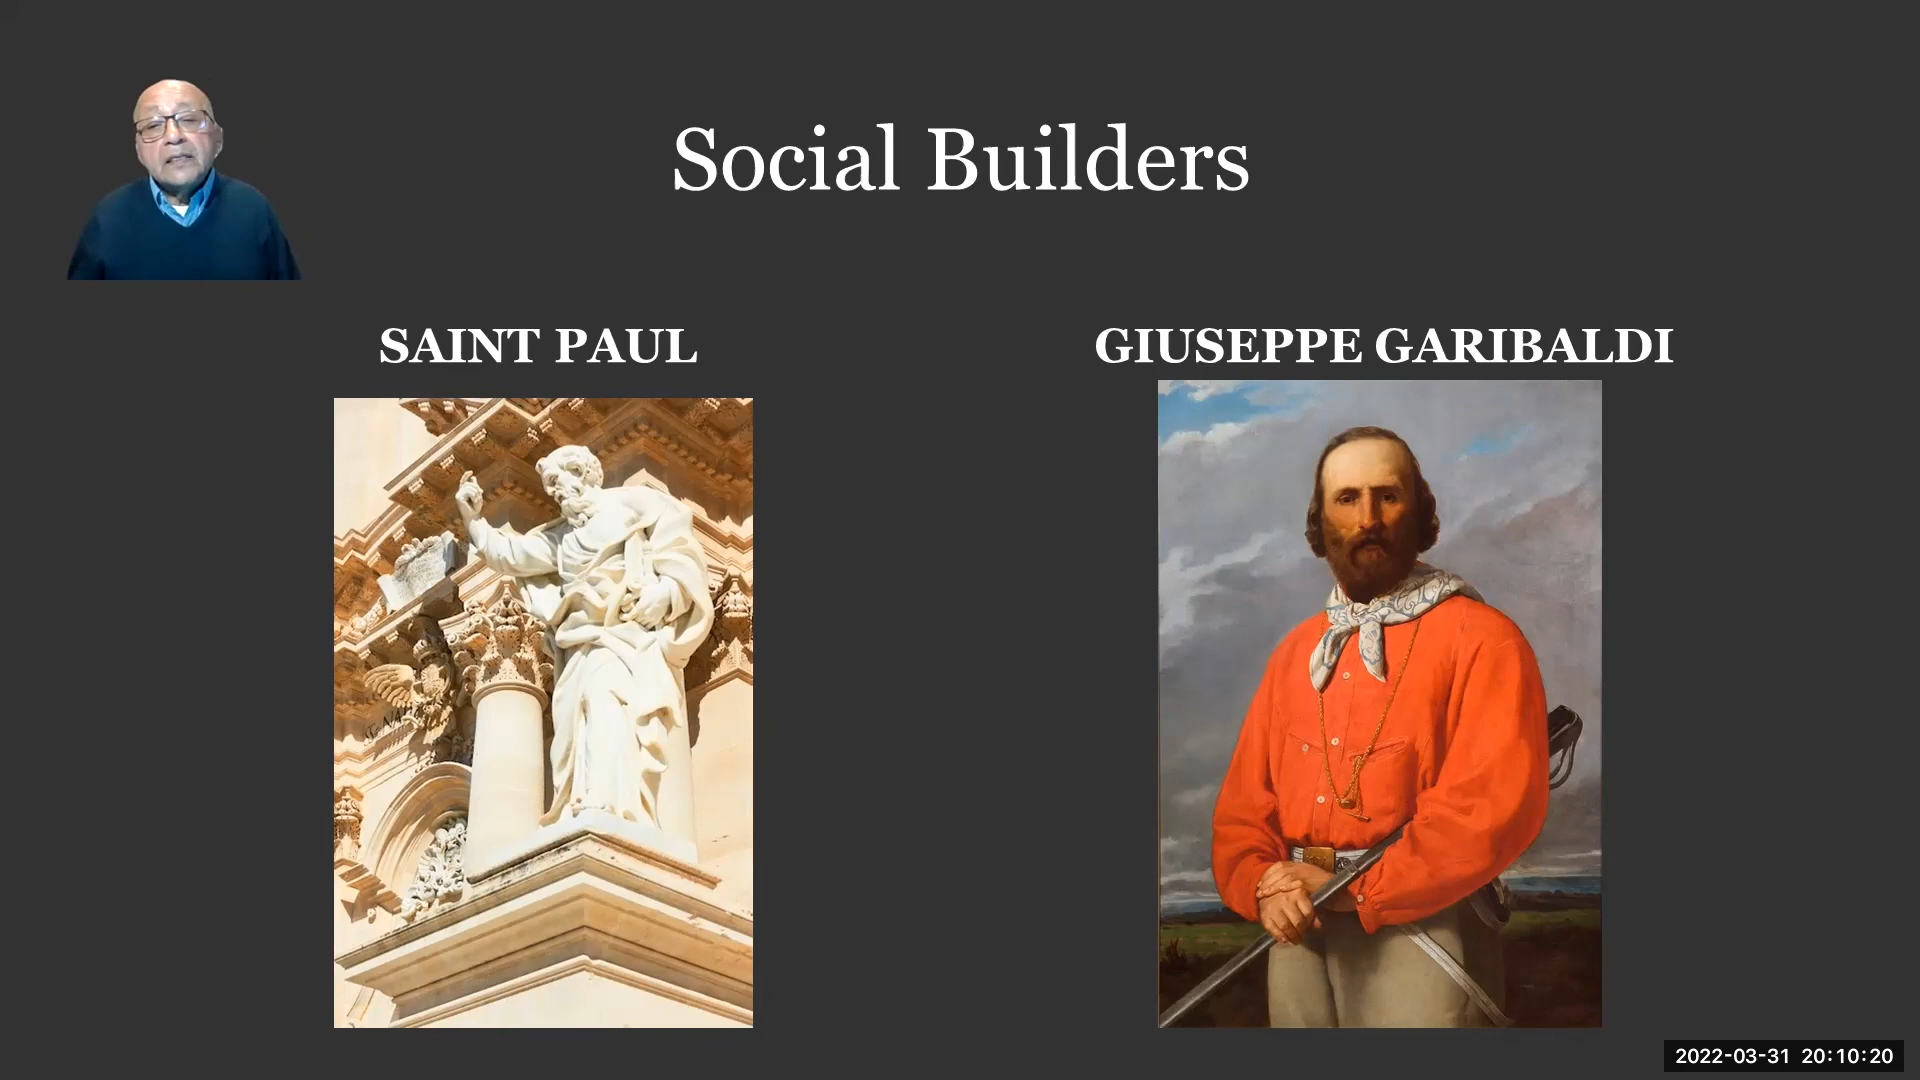 Social Builders
SAINT PAUL
GIUSEPPE GARIBALDI
2022-03-31 20:10:20